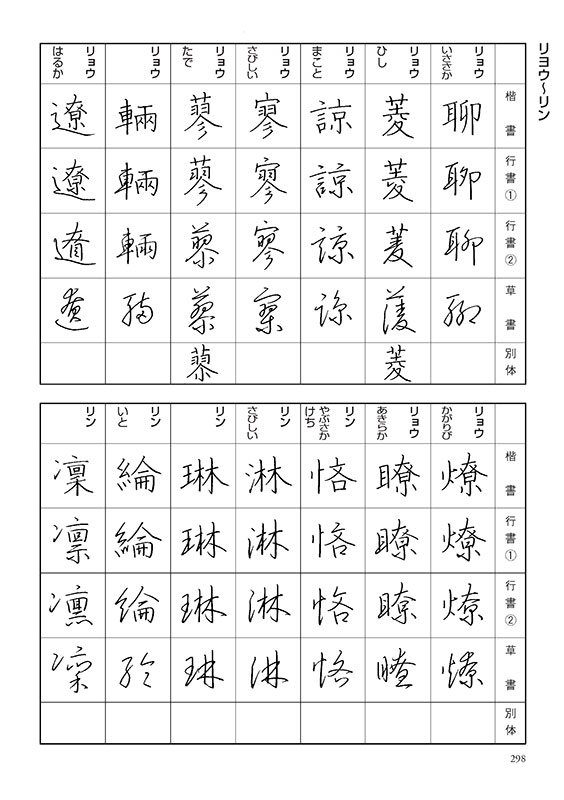 リヨウ～リン
楷書 行書① 行書② 草書 別体
リョウ いささか 聊 聊 聊 聊
リョウ ひし 菱 菱 菱 菱 菱
リョウ まこと 諒 諒 諒 諒
リョウ さびしい 寥 寥 寥 寥
リョウ たで 蓼 蓼 蓼 蓼 蓼
リョウ 輛 輛 輛 輛
リョウ はるか 遼 遼 遼 遼
楷書 行書① 行書② 草書 別体
リョウ かがりび 燎 燎 燎 燎
リョウ あきらか 瞭 瞭 瞭 瞭
リン やぶさか けち 悋 悋 悋 悋
リン さびしい 淋 淋 淋 淋
リン 琳 琳 琳 琳
リン いと 綸 綸 綸 綸
リン 凜 凛 凛 凜
298